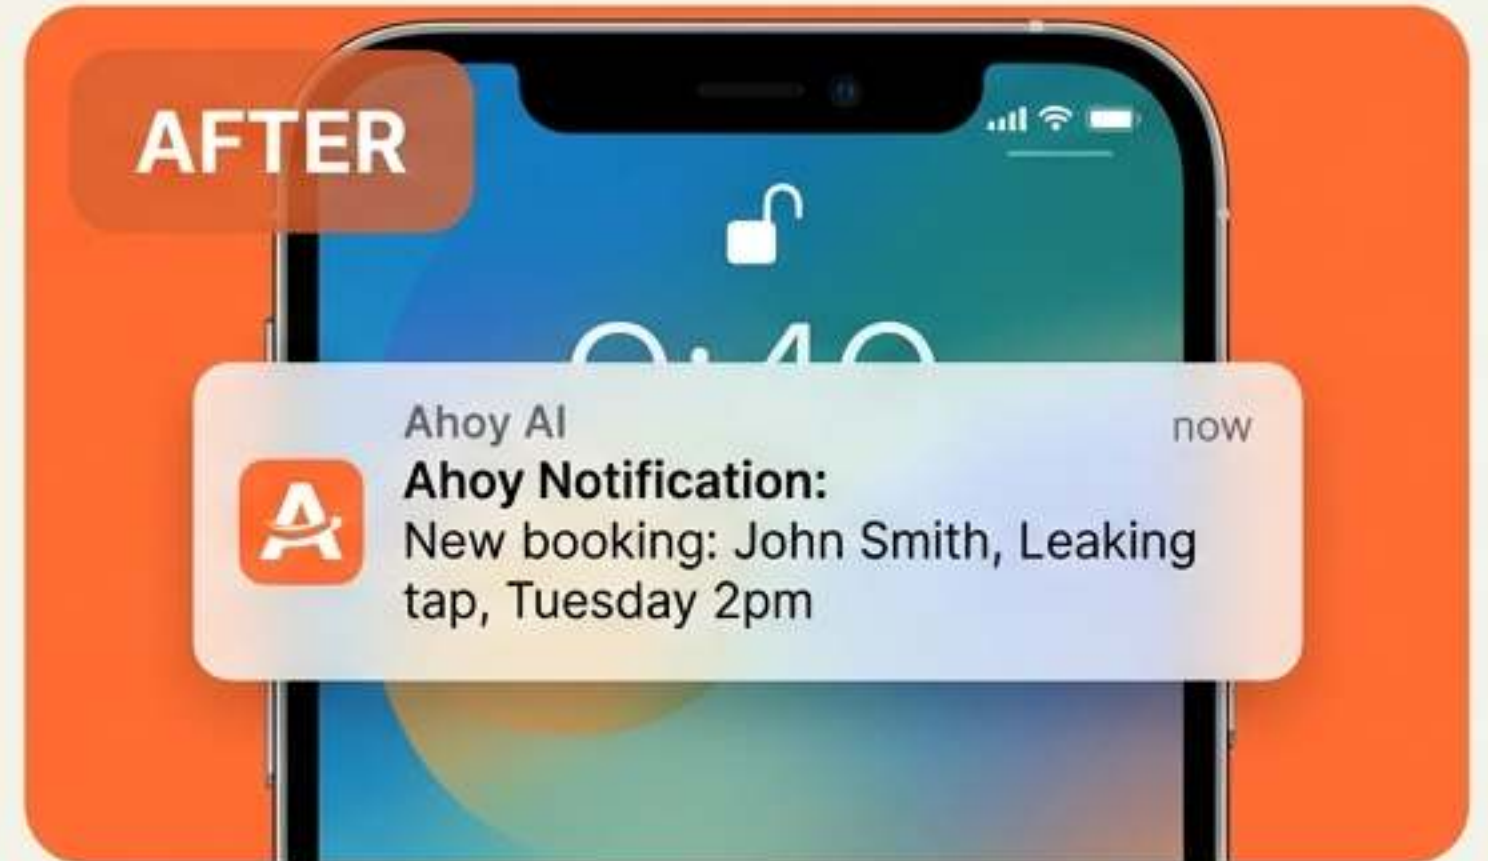 AFTER
Ahoy AI
now
Ahoy Notification:
New booking: John Smith, Leaking
tap, Tuesday 2pm